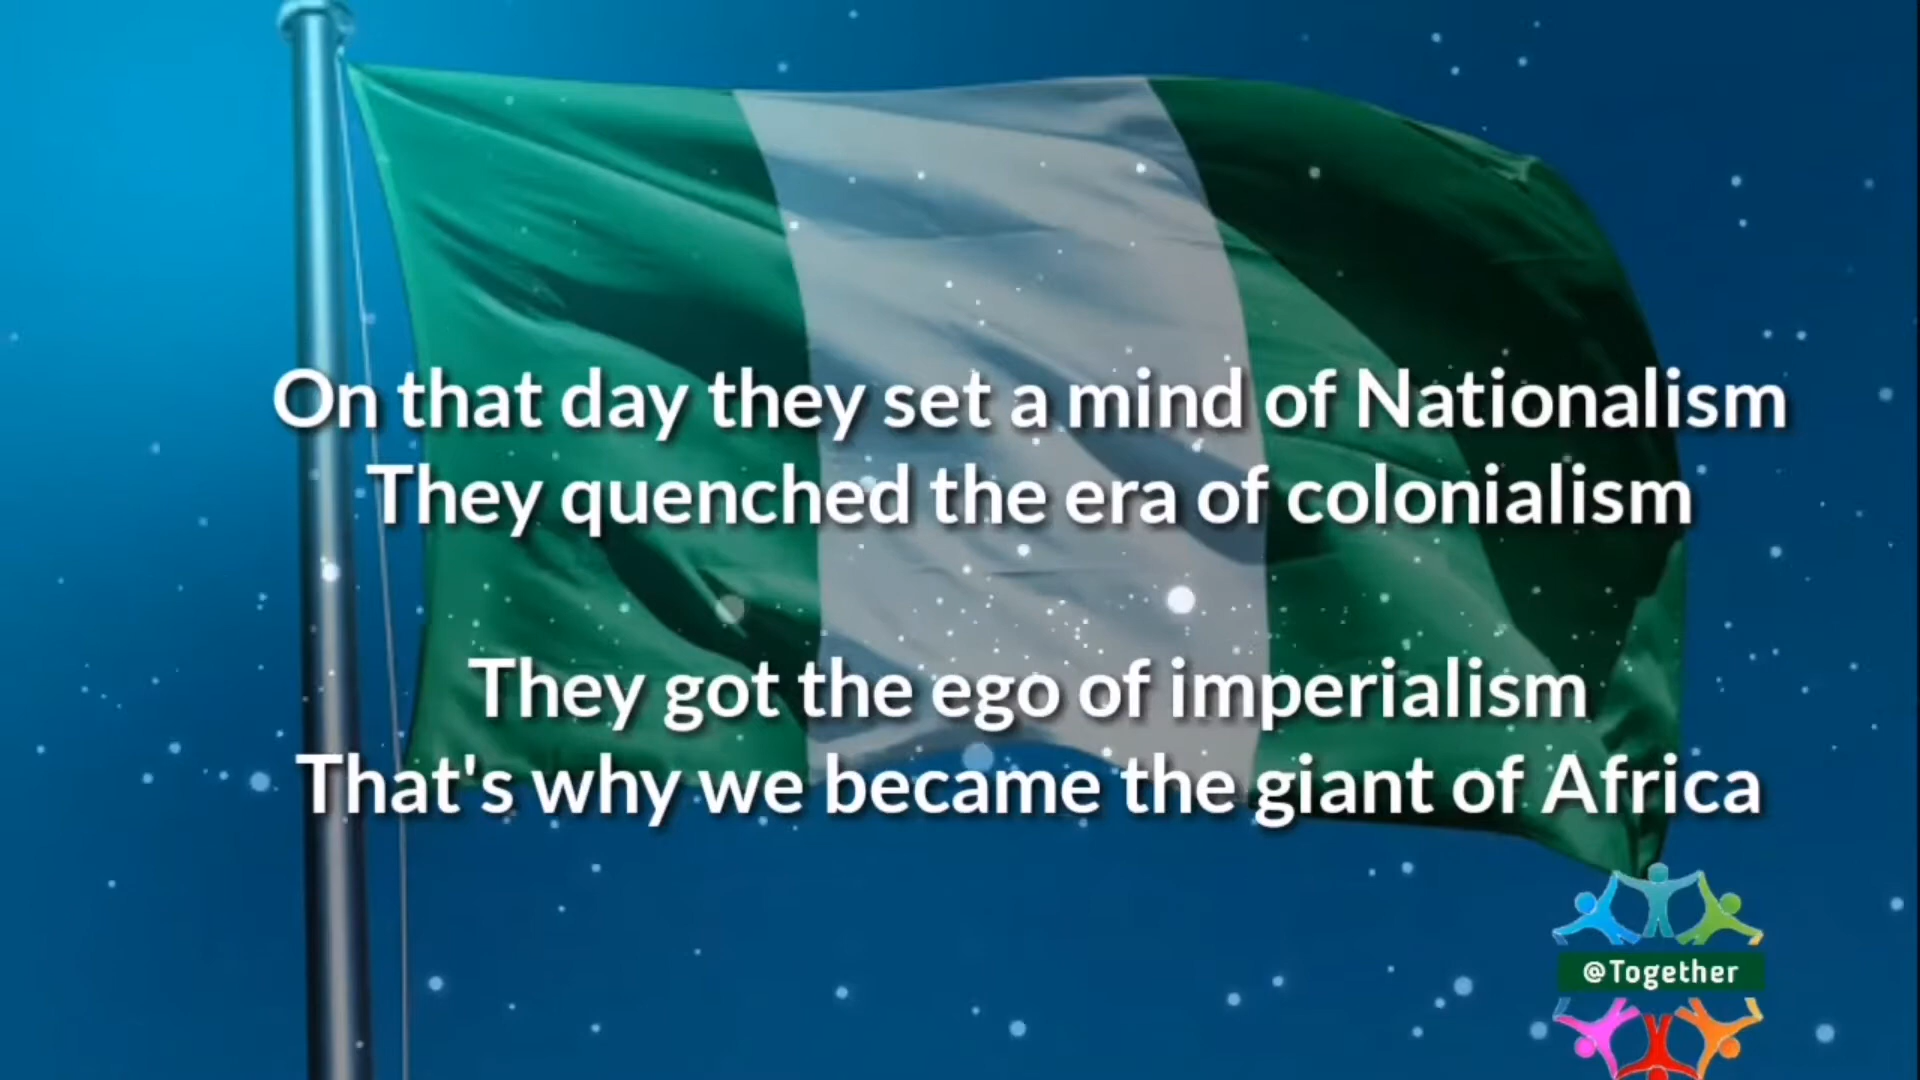 On that day they set a mind of Nationalism
They quenched the era of colonialism
They got the ego of imperialism
That's why we became the giant of Africa
@Together